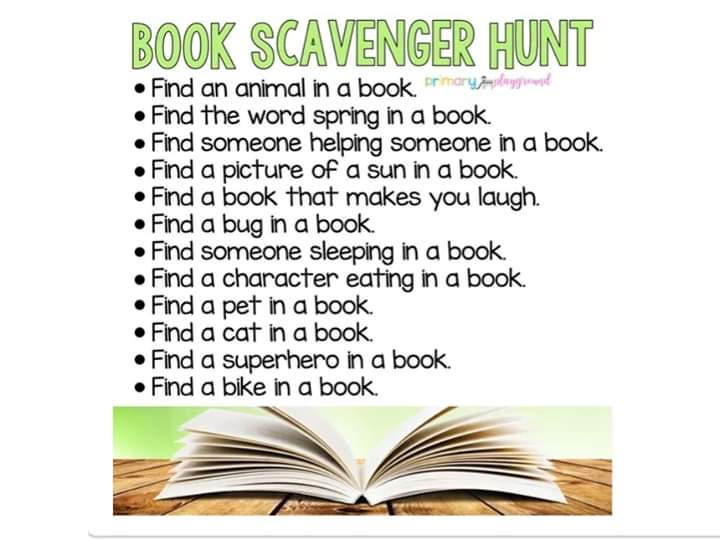 BOOK SCAVENGER HUNT
primary playground
• Find an animal in a book.
• Find the word spring in a book.
• Find someone helping someone in a book.
• Find a picture of a sun in a book.
• Find a book that makes you laugh.
• Find a bug in a book.
• Find someone sleeping in a book.
• Find a character eating in a book.
• Find a pet in a book.
• Find a cat in a book.
• Find a superhero in a book.
• Find a bike in a book.